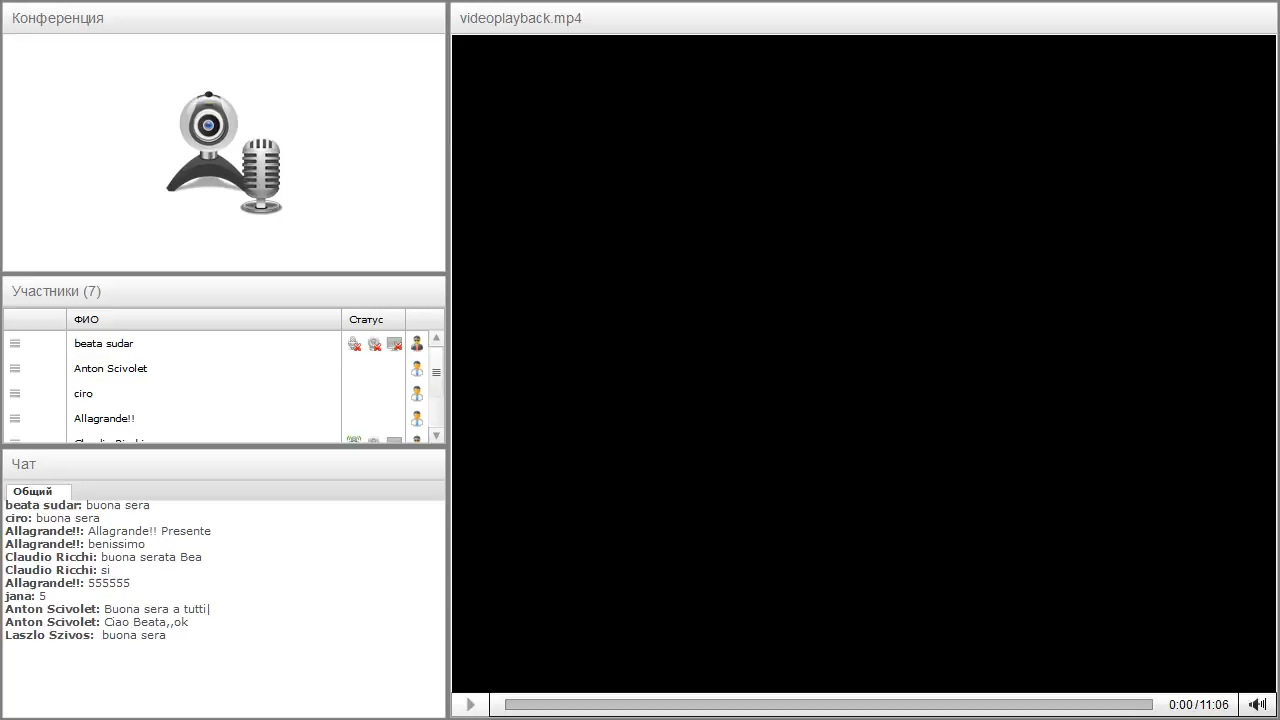 Конференция
videoplayback.mp4
Участники (7)
ФИО Статус
beata sudar
Anton Scivolet
ciro
Allagrande!!
Чат
Общий
beata sudar: buona sera
ciro: buona sera
Allagrande!!: Allagrande!! Presente
Allagrande!!: benissimo
Claudio Ricchi: buona serata Bea
Claudio Ricchi: si
Allagrande!!: 555555
jana: 5
Anton Scivolet: Buona sera a tutti|
Anton Scivolet: Ciao Beata,,ok
Laszlo Szivos: buona sera
0:00/11:06